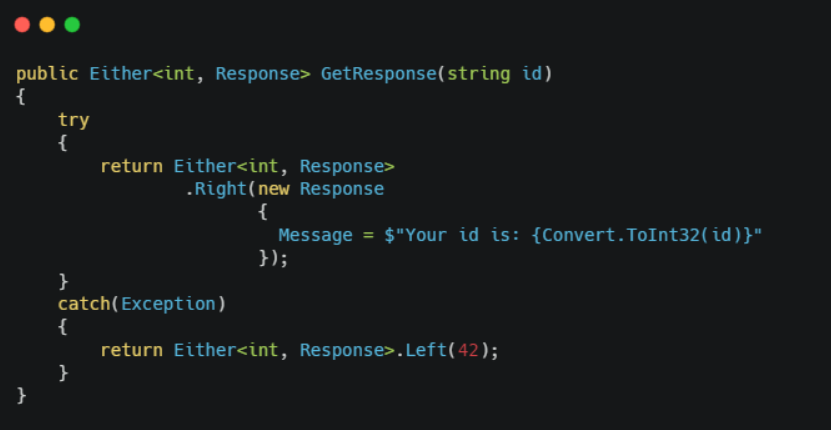 public Either<int, Response> GetResponse(string id)
{
    try
    {
        return Either<int, Response>
                .Right(new Response
                       {
                         Message = $"Your id is: {Convert.ToInt32(id)}"
                       });
    }
    catch(Exception)
    {
        return Either<int, Response>.Left(42);
    }
}